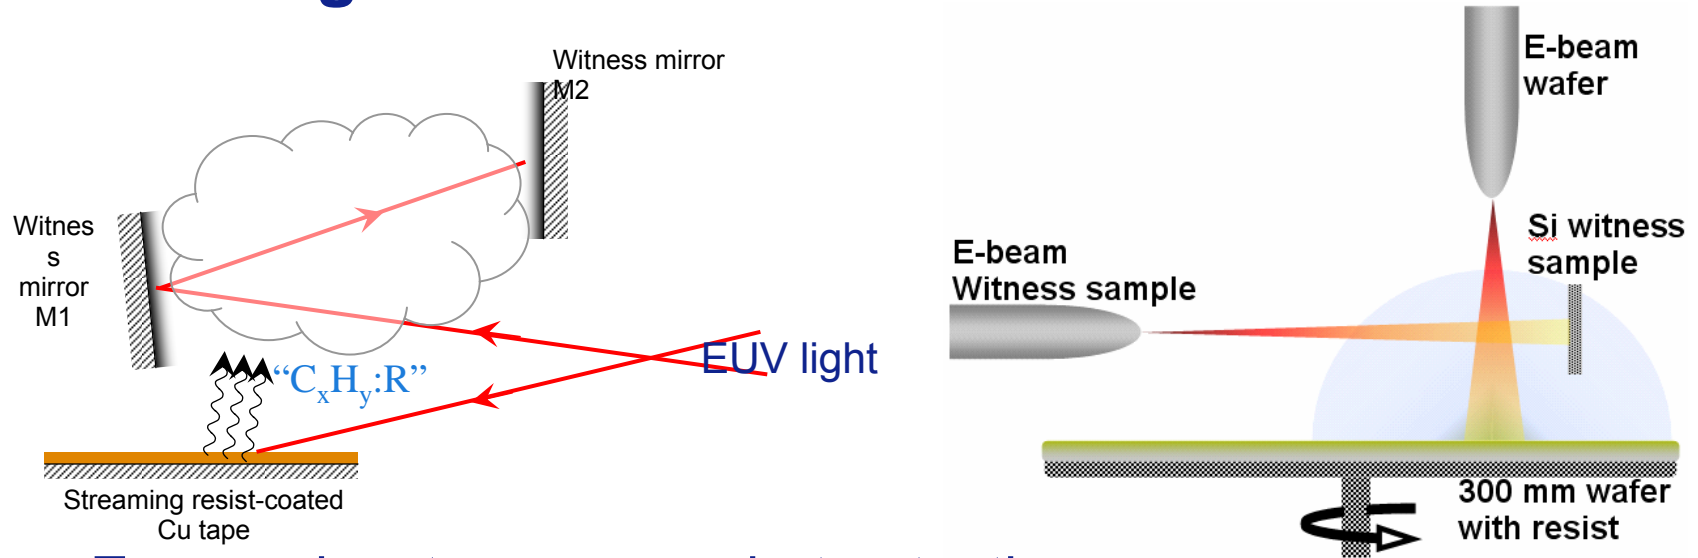 Witness mirror
M2
Witnes
s
mirror
M1
EUV light
“CxHy:R”
Streaming resist-coated
Cu tape
E-beam
wafer
Si witness
sample
E-beam
Witness sample
300 mm wafer
with resist